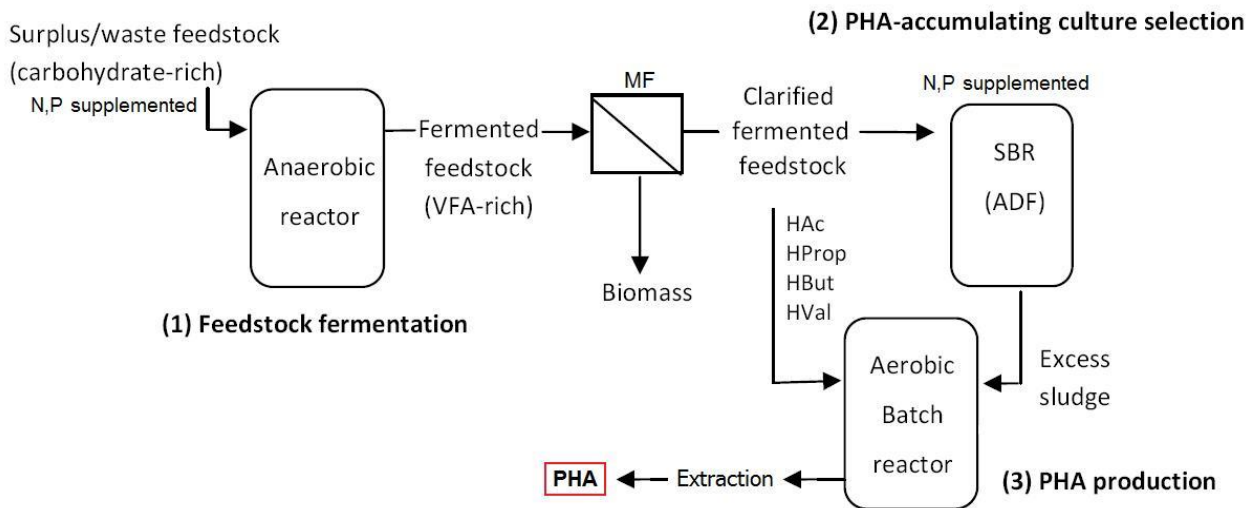 (2) PHA-accumulating culture selection
Surplus/waste feedstock
(carbohydrate-rich)
N,P supplemented
Anaerobic
reactor
(1) Feedstock fermentation
Fermented
feedstock
(VFA-rich)
MF
Biomass
Clarified
fermented
feedstock
HAc
HProp
HBut
HVal
N,P supplemented
SBR
(ADF)
Excess
sludge
Aerobic
Batch
reactor
(3) PHA production
Extraction
PHA